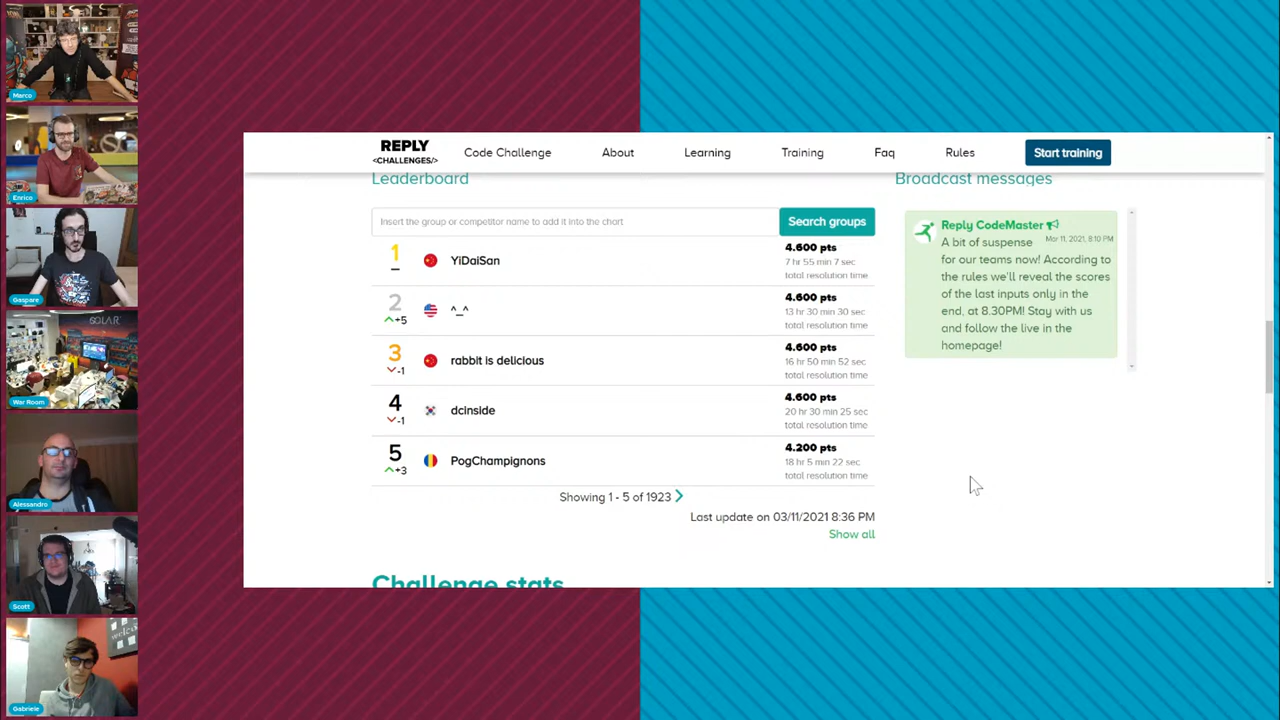 Marco
Enrico
Gaspare
SOLAR
War Room
Alessandro
Scott
Gabriele
REPLY
<CHALLENGES/>
Code Challenge
About
Learning
Training
Faq
Rules
Start training
Leaderboard
Insert the group or competitor name to add it into the chart
Search groups
1
–
YiDaiSan
4.600 pts
7 hr 55 min 7 sec
total resolution time
2
+5
^_^
4.600 pts
13 hr 30 min 30 sec
total resolution time
3
-1
rabbit is delicious
4.600 pts
16 hr 50 min 52 sec
total resolution time
4
-1
dcinside
4.600 pts
20 hr 30 min 25 sec
total resolution time
5
+3
PogChampignons
4.200 pts
18 hr 5 min 22 sec
total resolution time
Showing 1 - 5 of 1923
Last update on 03/11/2021 8:36 PM
Show all
Challenge stats
Broadcast messages
Reply CodeMaster
Mar 11, 2021, 8:10 PM
A bit of suspense
for our teams now! According to
the rules we'll reveal the scores
of the last inputs only in the
end, at 8.30PM! Stay with us
and follow the live in the
homepage!